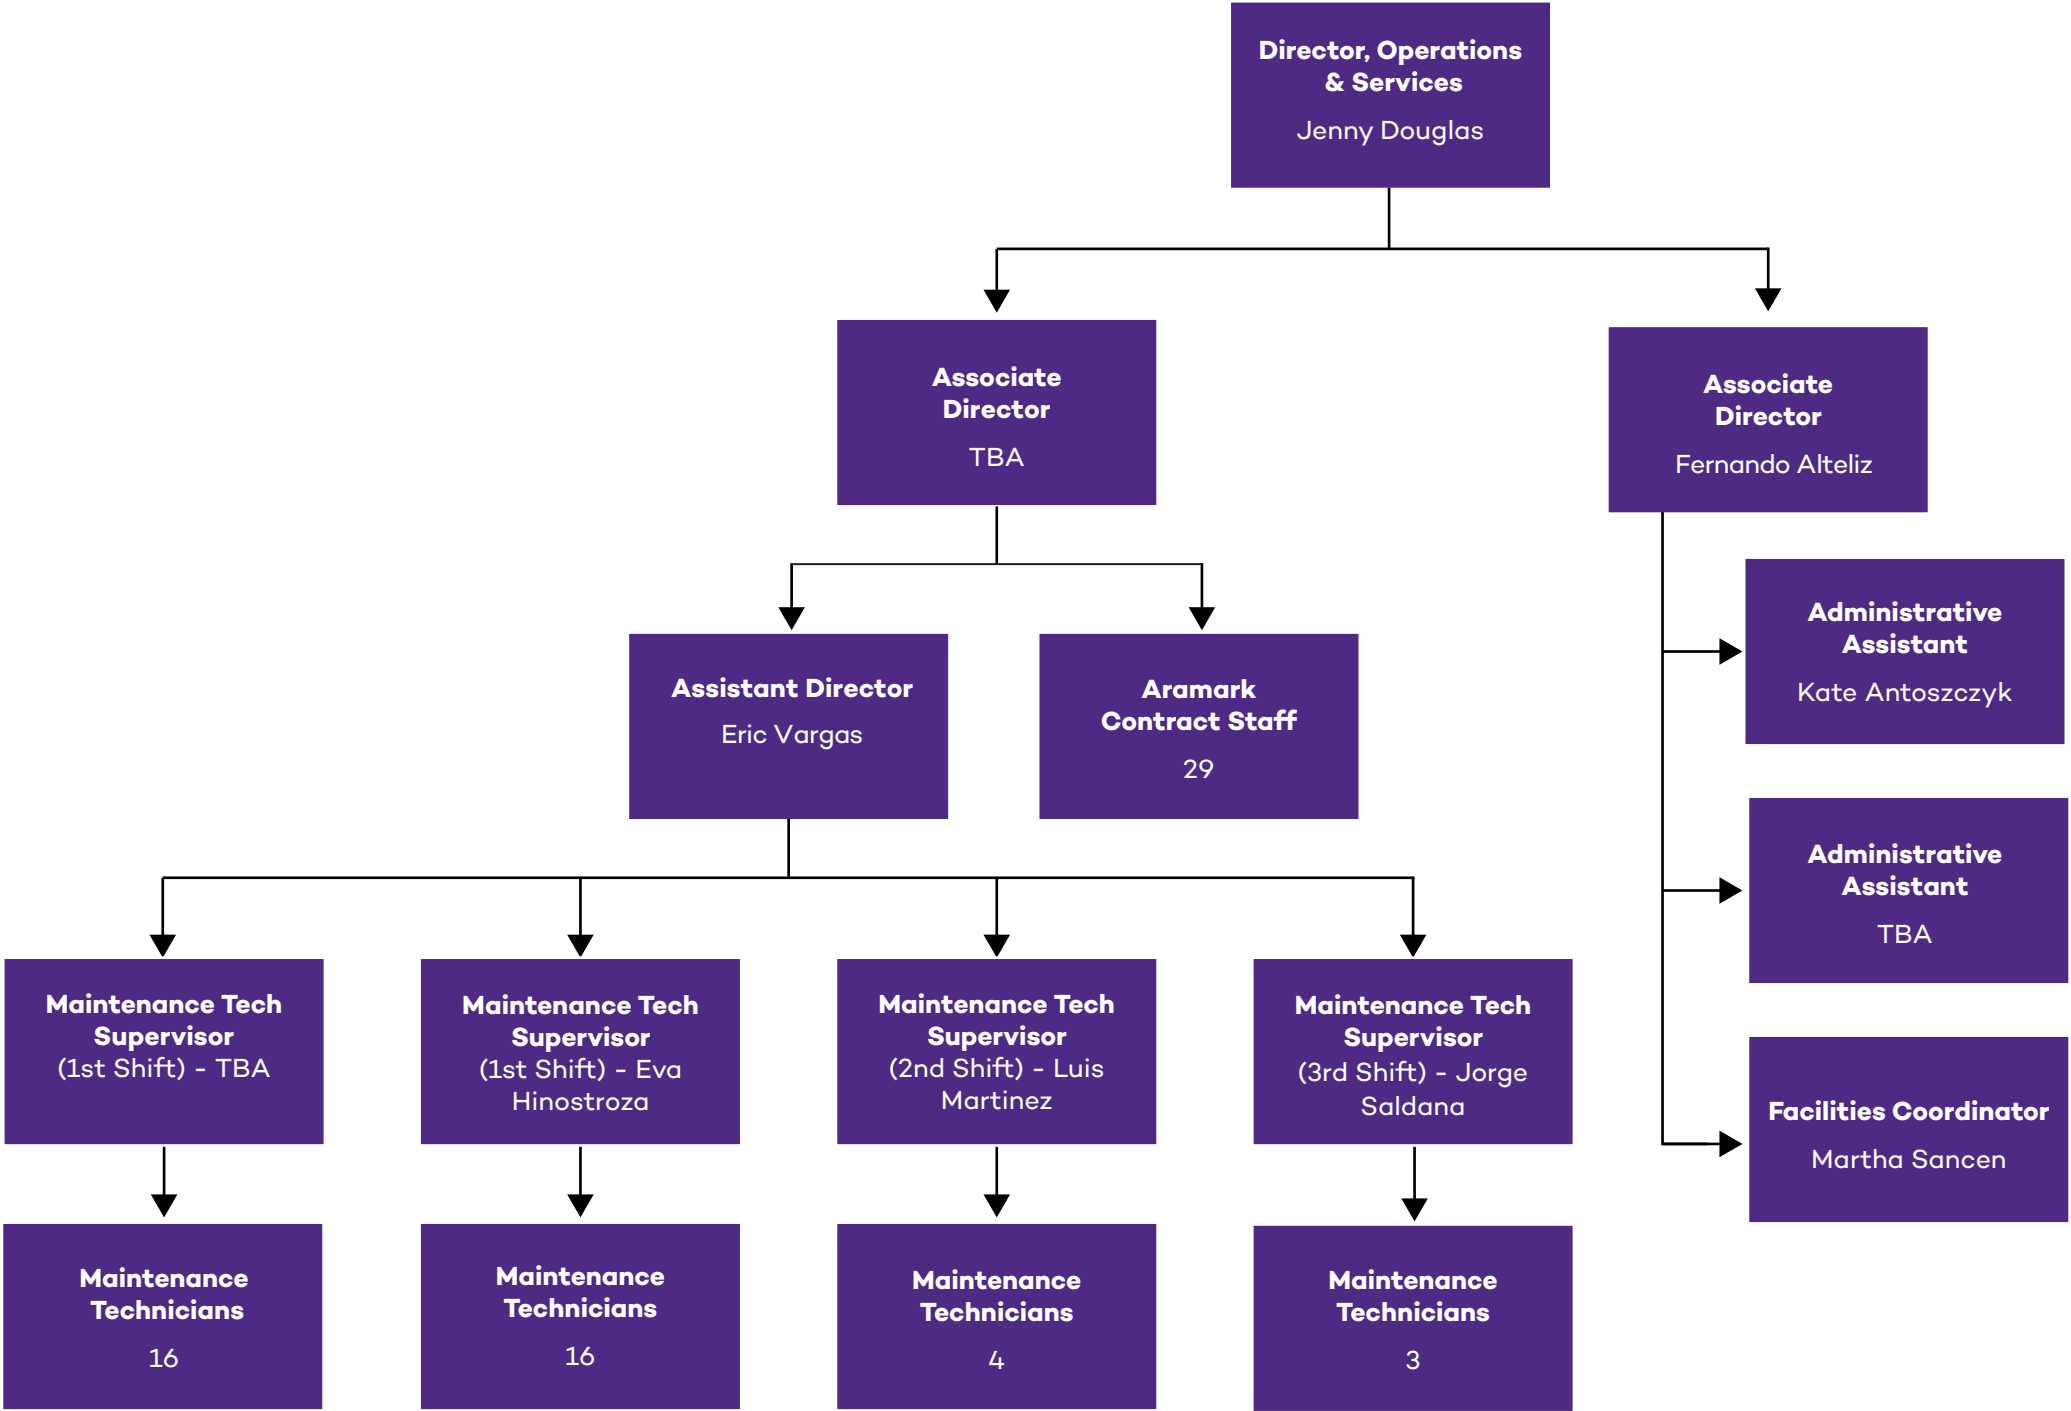 Director, Operations
& Services
Jenny Douglas
Associate
Director
TBA
Associate
Director
Fernando Alteliz
Assistant Director
Eric Vargas
Aramark
Contract Staff
29
Administrative
Assistant
Kate Antoszczyk
Administrative
Assistant
TBA
Facilities Coordinator
Martha Sancen
Maintenance Tech
Supervisor
(1st Shift) - TBA
Maintenance Tech
Supervisor
(1st Shift) - Eva
Hinostroza
Maintenance Tech
Supervisor
(2nd Shift) - Luis
Martinez
Maintenance Tech
Supervisor
(3rd Shift) - Jorge
Saldana
Maintenance
Technicians
16
Maintenance
Technicians
16
Maintenance
Technicians
4
Maintenance
Technicians
3